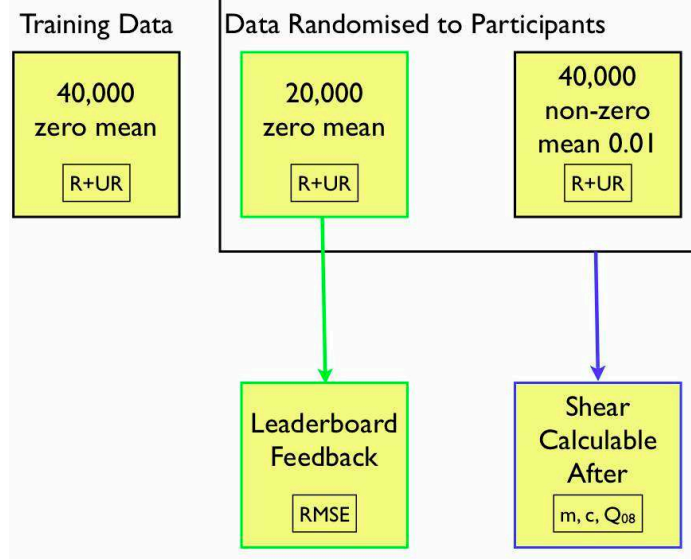 Training Data
Data Randomised to Participants
40,000
zero mean
R+UR
20,000
zero mean
R+UR
40,000
non-zero
mean 0.01
R+UR
Leaderboard
Feedback
RMSE
Shear
Calculable
After
m, c, Q₀₈